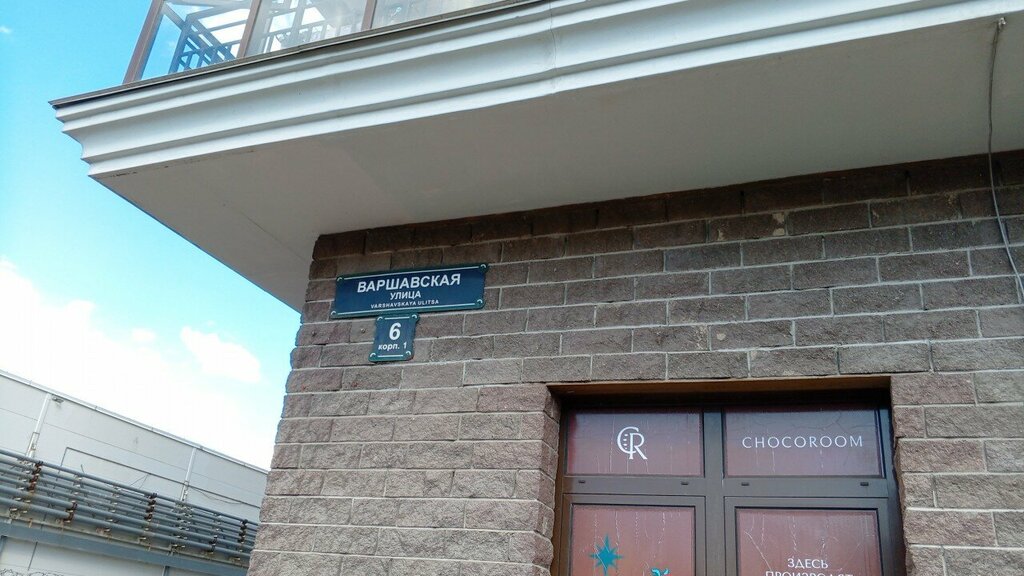 ВАРШАВСКАЯ
УЛИЦА
VARSHAVSKAYA ULITSA
6
корп. 1
CR
CHOCOROOM
ЗДЕСЬ